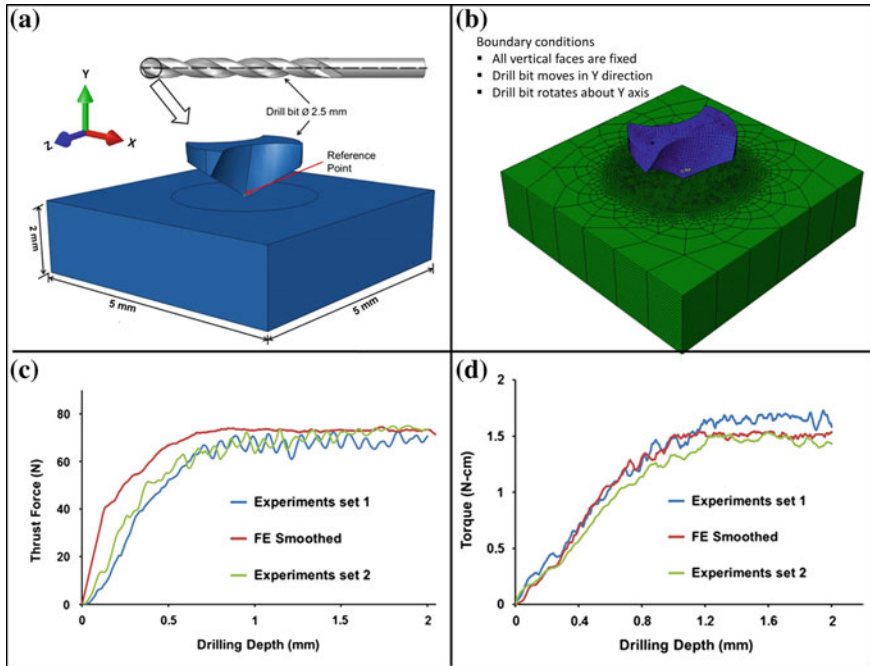 (a)
Y
Z
X
Drill bit Ø 2.5 mm
Reference
Point
2 mm
5 mm
5 mm
(b)
Boundary conditions
▪ All vertical faces are fixed
▪ Drill bit moves in Y direction
▪ Drill bit rotates about Y axis
(c)
Thrust Force (N)
80
60
40
20
0
0
0.5
1
1.5
2
Experiments set 1
FE Smoothed
Experiments set 2
Drilling Depth (mm)
(d)
Torque (N-cm)
2
1.5
1
0.5
0
0
0.4
0.8
1.2
1.6
2
Experiments set 1
FE Smoothed
Experiments set 2
Drilling Depth (mm)